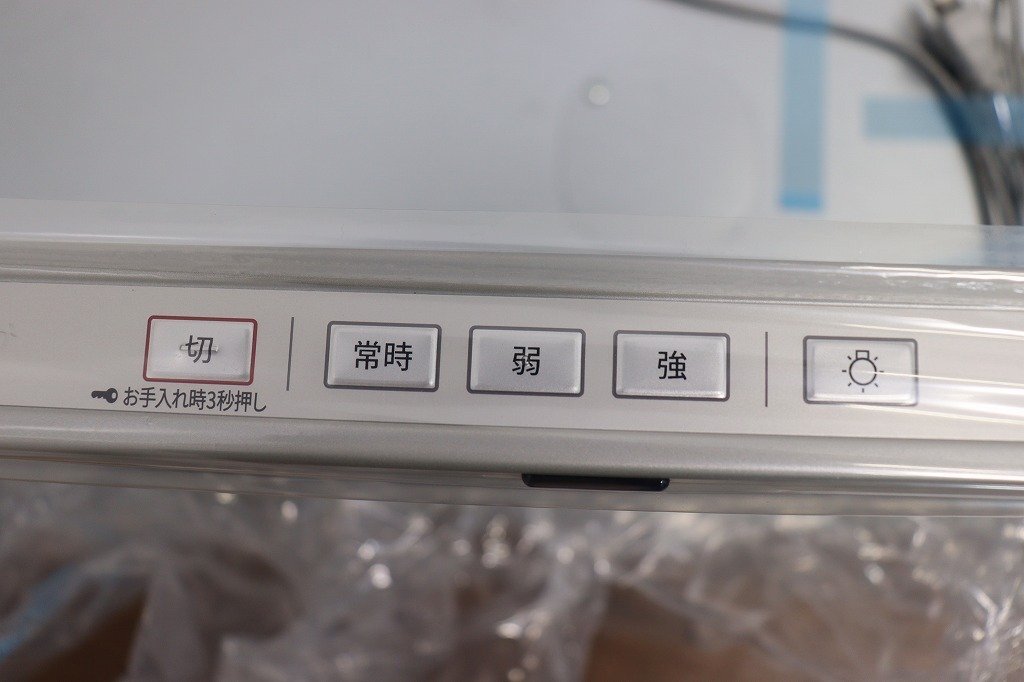 切
常時
弱
強
お手入れ時3秒押し